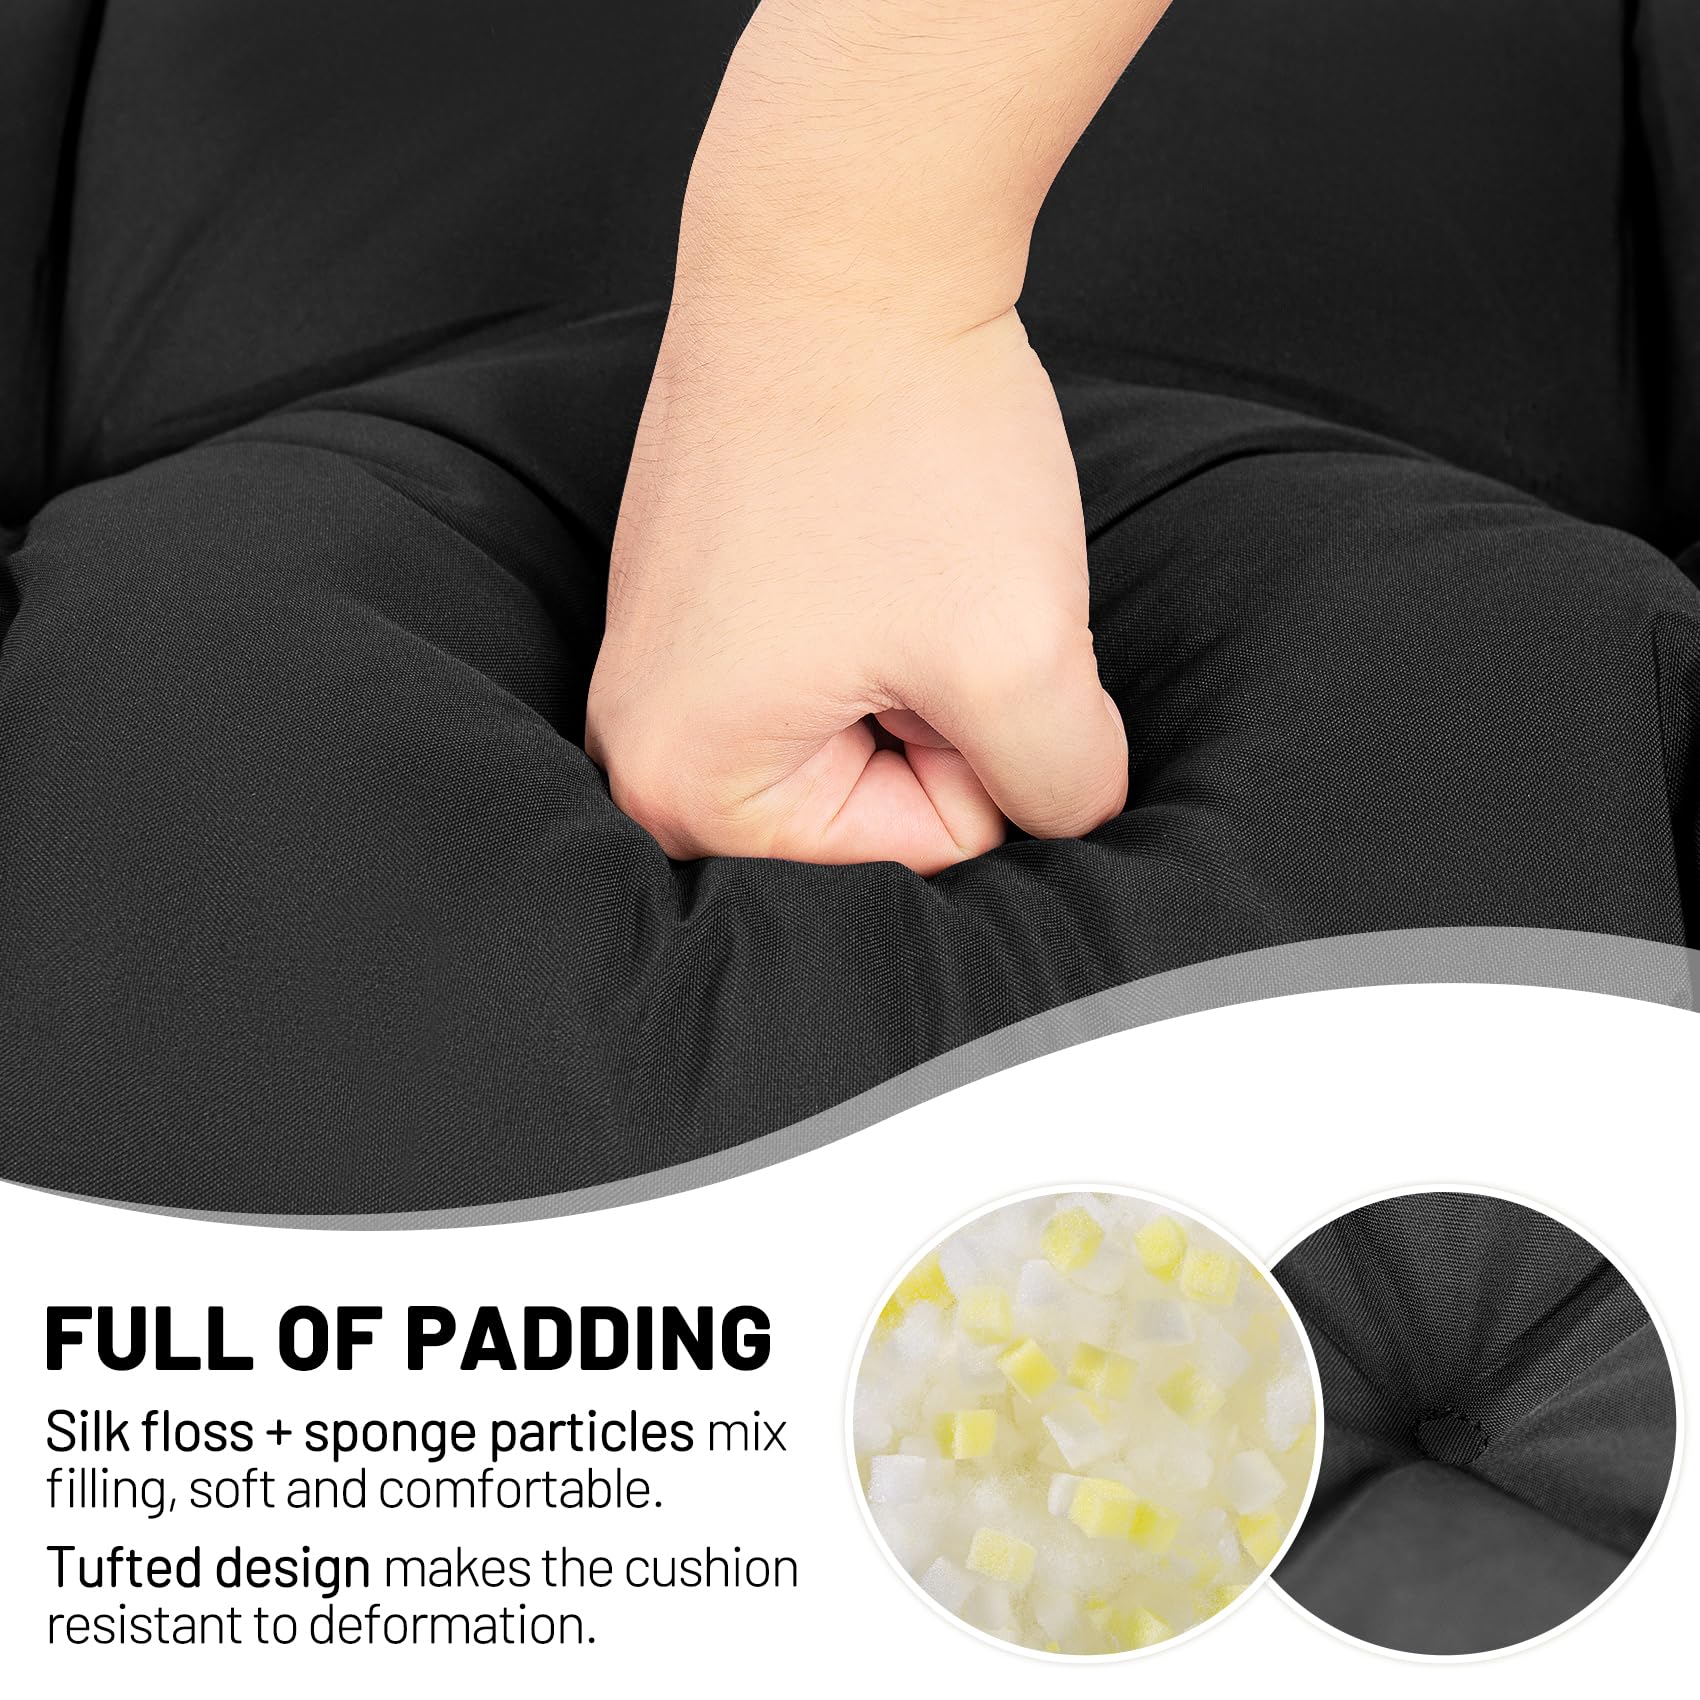 FULL OF PADDING
Silk floss + sponge particles mix
filling, soft and comfortable.
Tufted design makes the cushion
resistant to deformation.